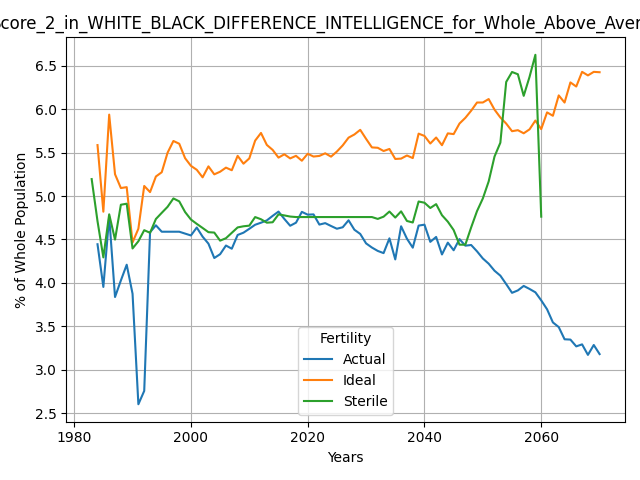 core_2_in_WHITE_BLACK_DIFFERENCE_INTELLIGENCE_for_Whole_Above_Aver
6.5
6.0
5.5
5.0
4.5
4.0
3.5
3.0
2.5
% of Whole Population
Fertility
Actual
Ideal
Sterile
1980 2000 2020 2040 2060
Years